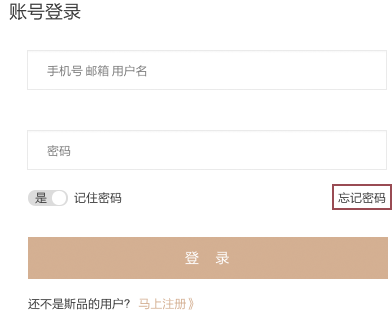 账号登录
手机号 邮箱 用户名
密码
是 记住密码 忘记密码
登 录
还不是斯品的用户? 马上注册》